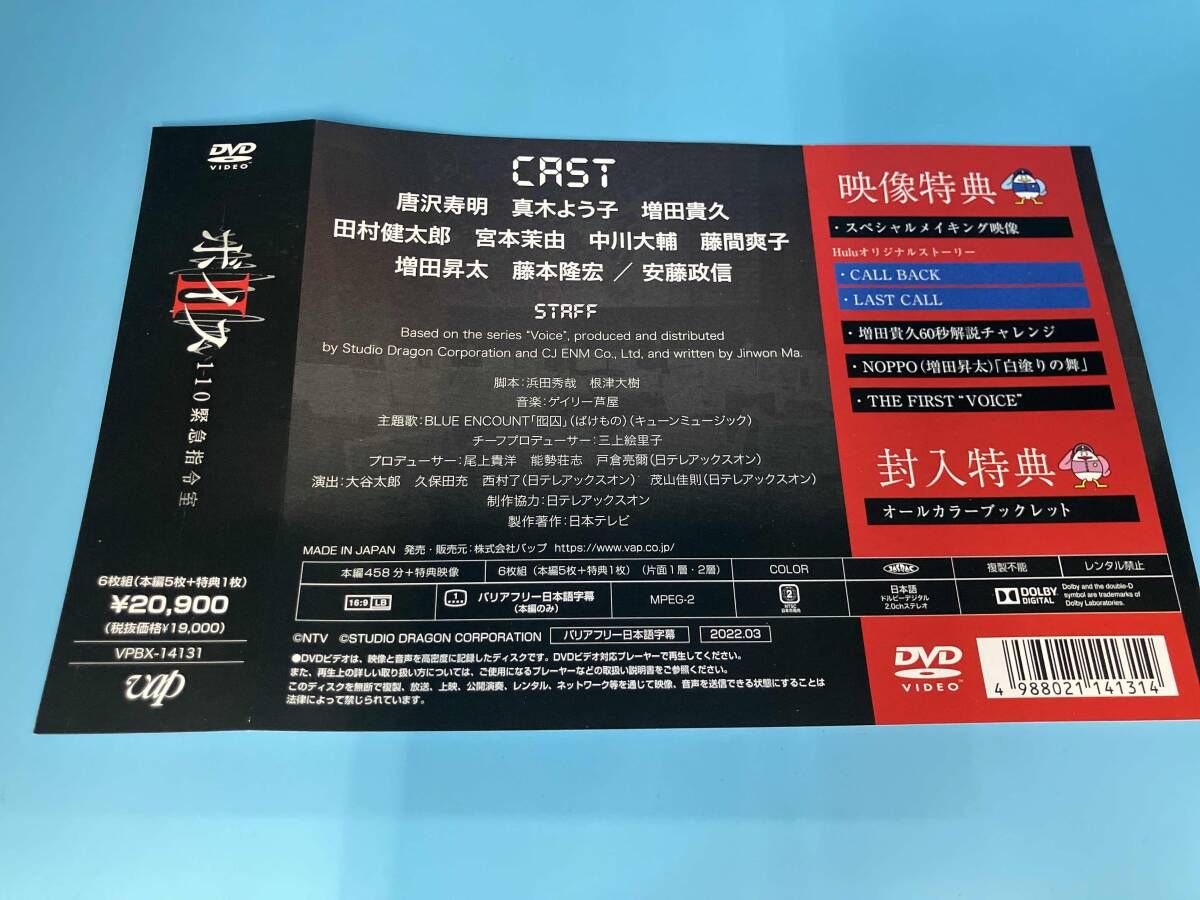 DVD
VIDEO
ボイスII
110緊急指令室
6枚組(本編5枚+特典1枚)
¥20,900
(税抜価格¥19,000)
VPBX-14131
vap
CAST
唐沢寿明 真木よう子 増田貴久
田村健太郎 宮本茉由 中川大輔 藤間爽子
増田昇太 藤本隆宏／安藤政信
STAFF
Based on the series “Voice”, produced and distributed
by Studio Dragon Corporation and CJ ENM Co., Ltd, and written by Jinwon Ma.
脚本：浜田秀哉 根津大樹
音楽：ゲイリー芦屋
主題歌：BLUE ENCOUNT「囮囚」(ばけもの)(キューンミュージック)
チーフプロデューサー：三上絵里子
プロデューサー：尾上貴洋 能勢荘志 戸倉亮爾(日テレアックスオン)
演出：大谷太郎 久保田充 西村了(日テレアックスオン) 茂山佳則(日テレアックスオン)
制作協力：日テレアックスオン
製作著作：日本テレビ
MADE IN JAPAN 発売・販売元：株式会社バップ https://www.vap.co.jp/
本編458分+特典映像 6枚組(本編5枚+特典1枚)(片面1層・2層) COLOR 複製不能 レンタル禁止
16:9 LB
1
バリアフリー日本語字幕
(本編のみ)
MPEG-2
2
NTSC
日本市場向
日本語
ドルビーデジタル
2.0chステレオ
DOLBY
DIGITAL
Dolby and the double-D
symbol are trademarks of
Dolby Laboratories.
©NTV ©STUDIO DRAGON CORPORATION バリアフリー日本語字幕 2022.03
●DVDビデオは、映像と音声を高密度に記録したディスクです。DVDビデオ対応プレーヤーで再生してください。
また、再生上の詳しい取り扱い方については、ご使用になるプレーヤーなどの取扱い説明書をご参照ください。
このディスクを無断で複製、放送、上映、公開演奏、レンタル、ネットワーク等を通じて映像、音声を送信できる状態にすることは
法律によって禁じられています。
映像特典
・スペシャルメイキング映像
Huluオリジナルストーリー
・CALL BACK
・LAST CALL
・増田貴久60秒解説チャレンジ
・NOPPO(増田昇太)「白塗りの舞」
・THE FIRST “VOICE”
封入特典
オールカラーブックレット
DVD
VIDEO
4 988021 141314